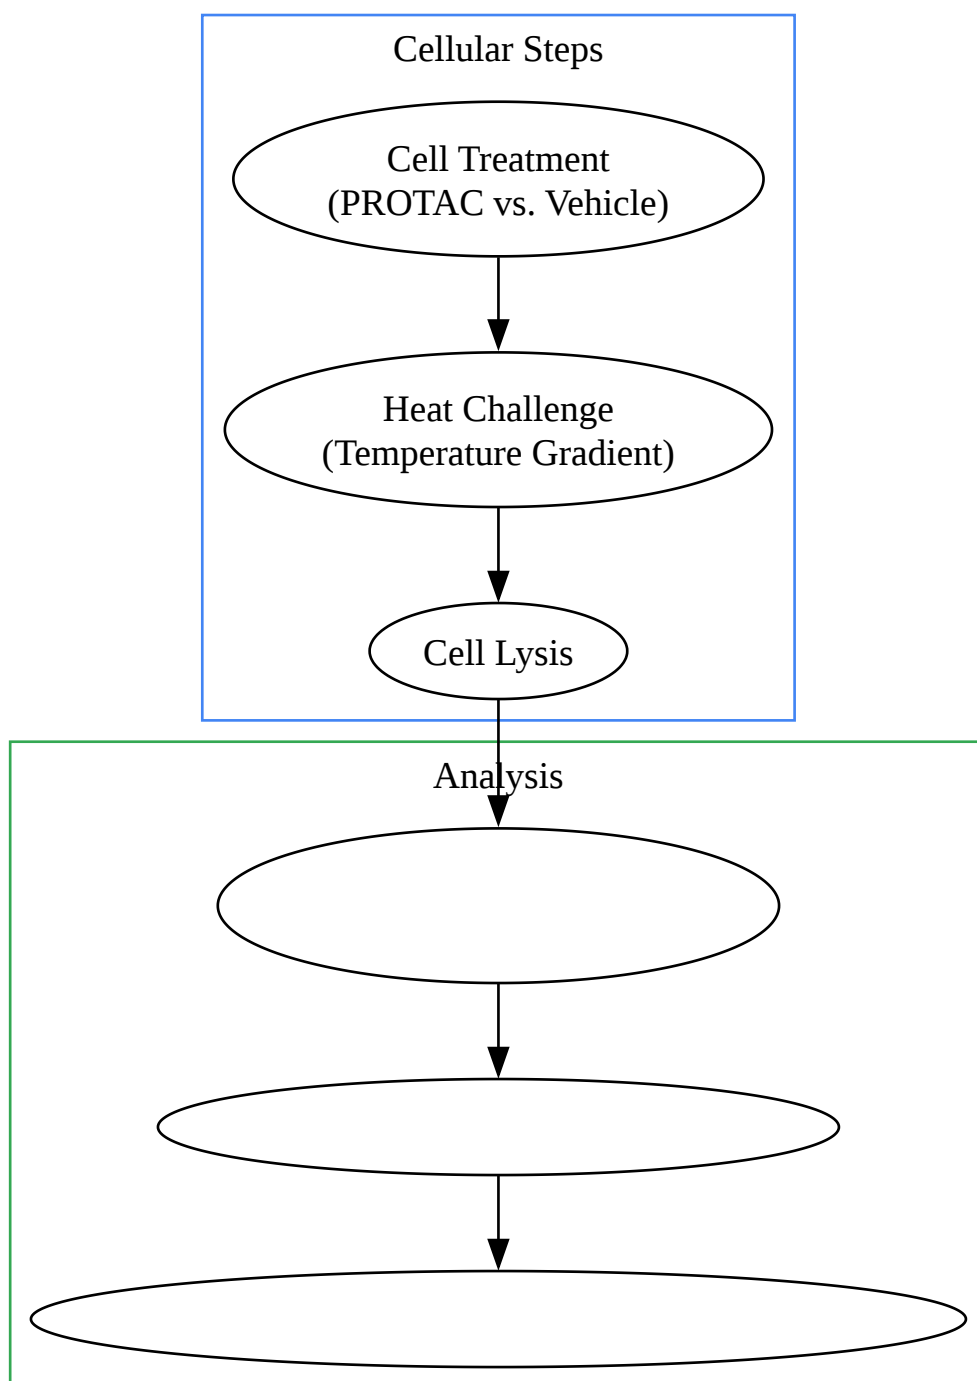 Cellular Steps
Cell Treatment
(PROTAC vs. Vehicle)
Heat Challenge
(Temperature Gradient)
Cell Lysis
Analysis